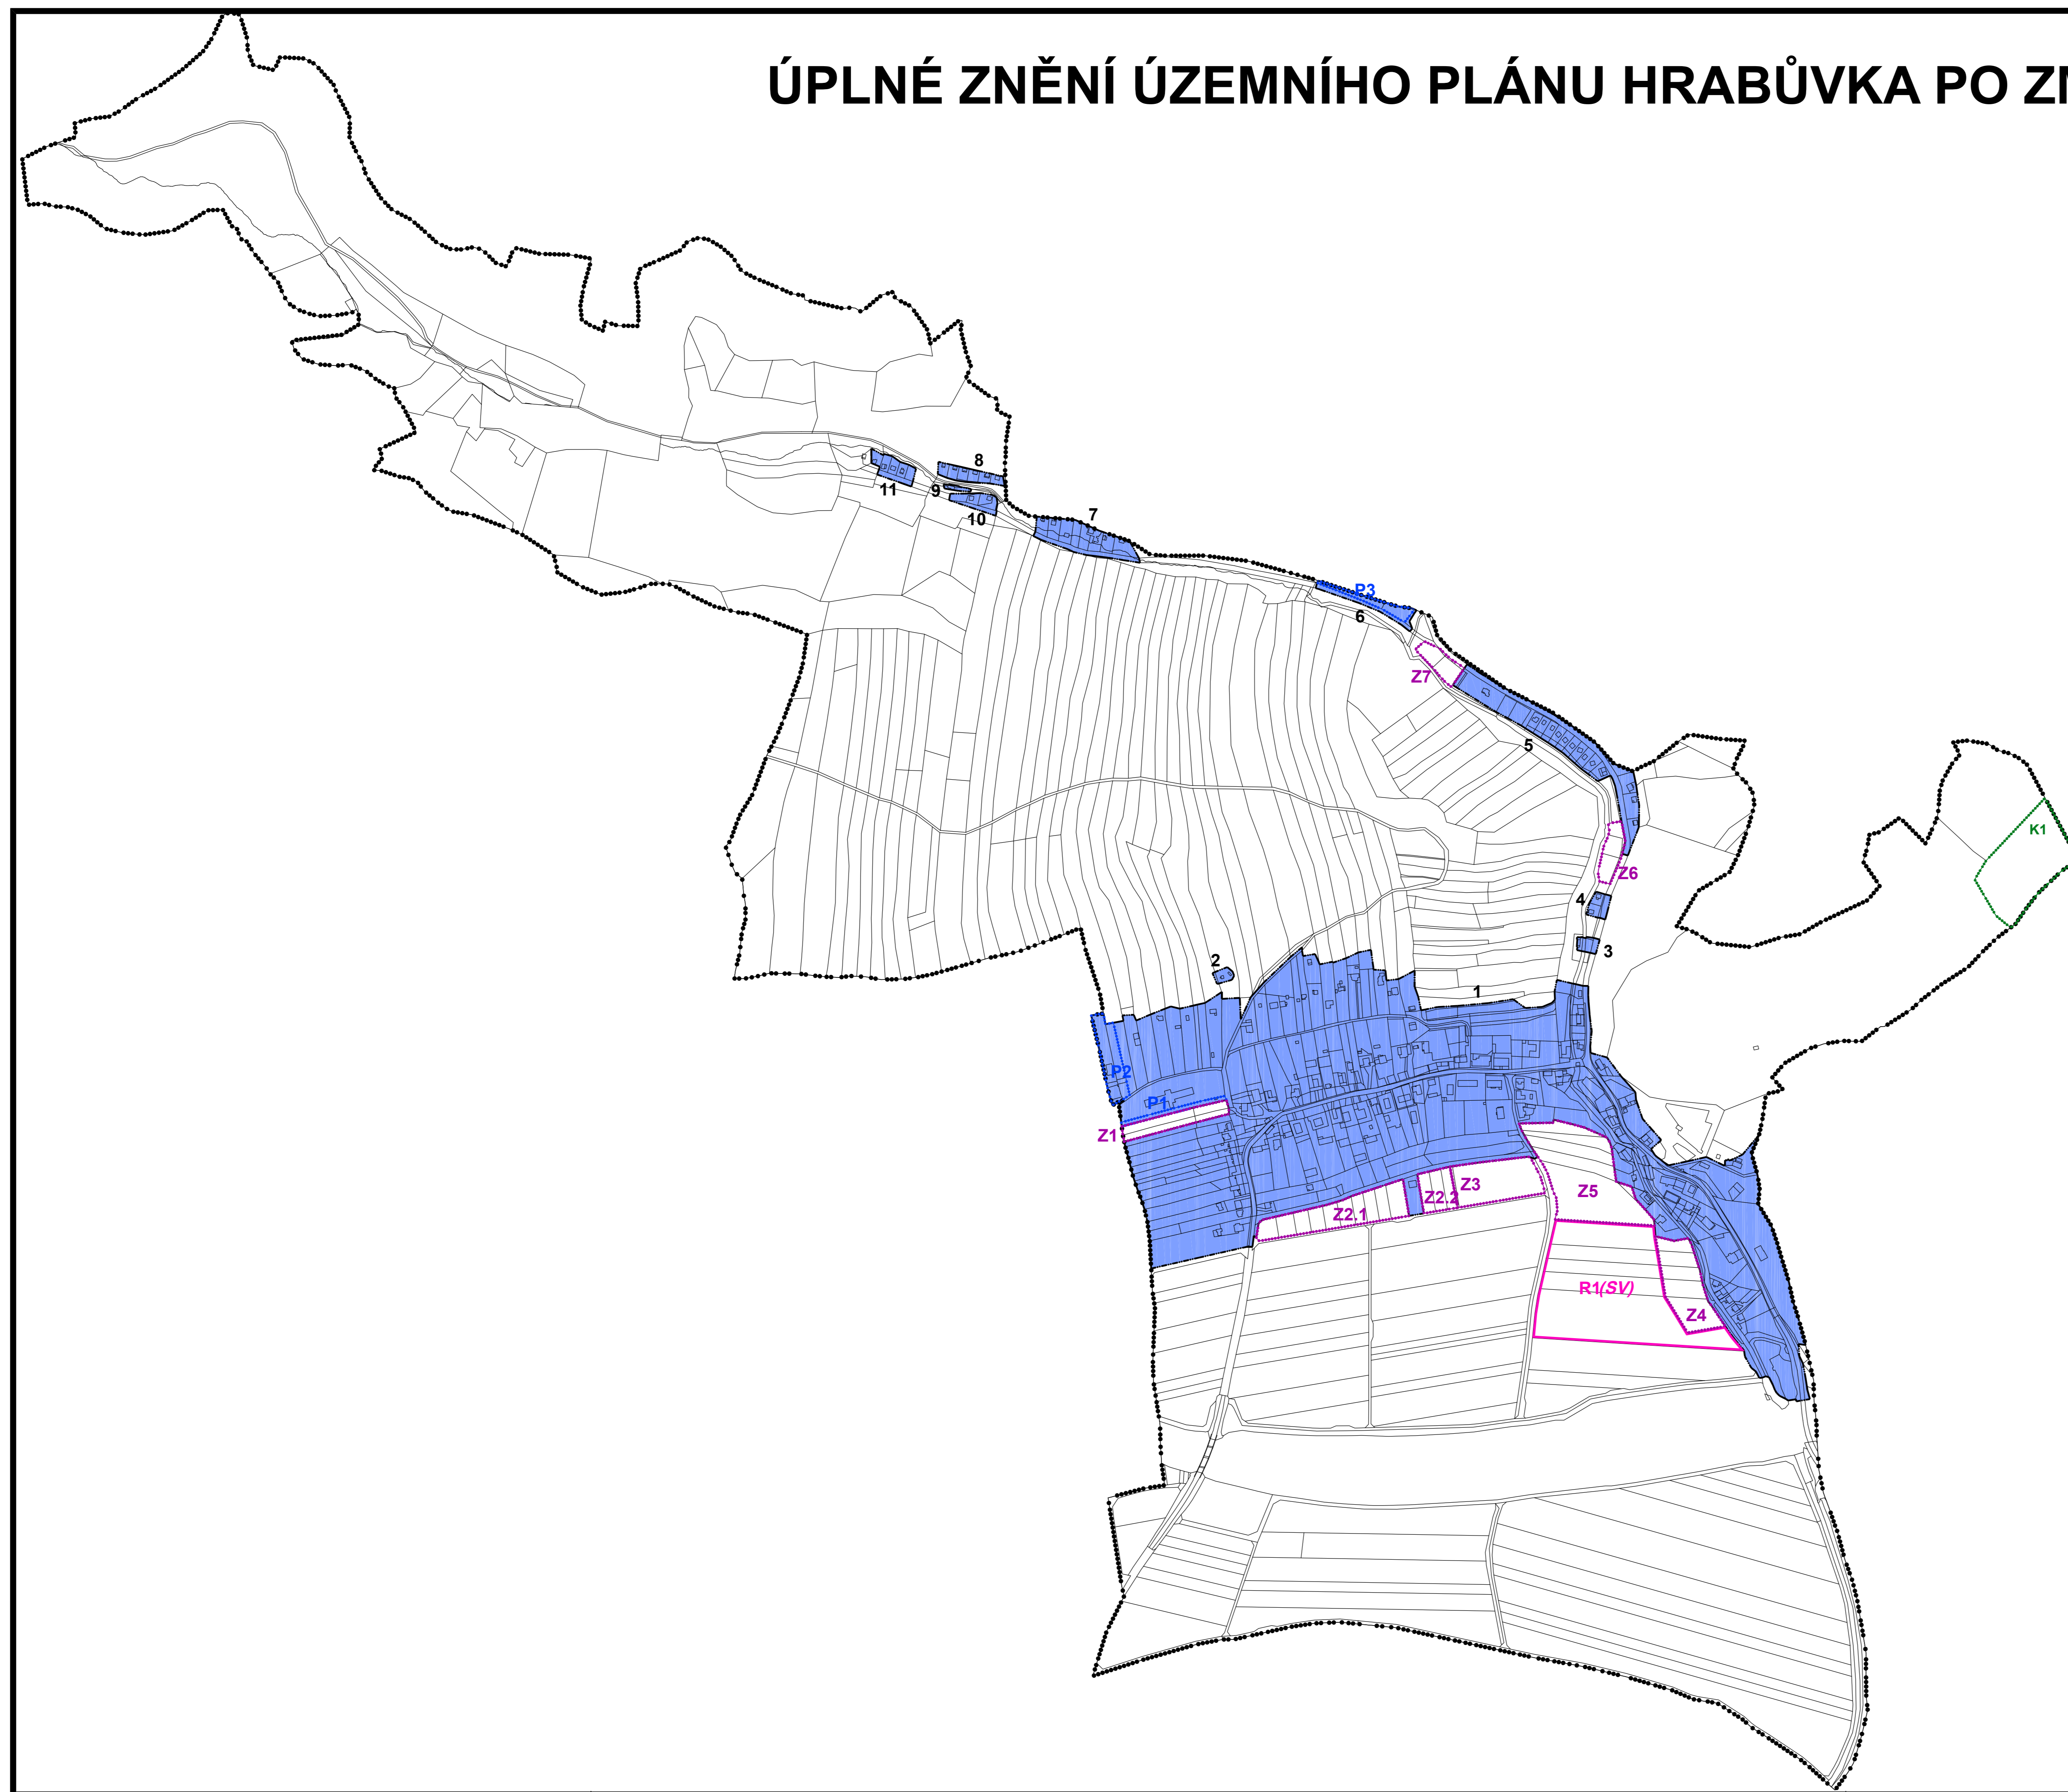 ÚPLNÉ ZNĚNÍ ÚZEMNÍHO PLÁNU HRABŮVKA PO
8
11
9
10
7
P3
6
Z7
5
K1
Z6
4
3
2
1
P2
P1
Z1
Z5
Z3
Z2.2
Z2.1
R1(SV)
Z4